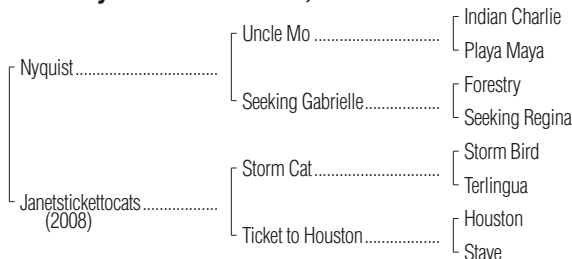 Indian Charlie
Uncle Mo ..............................
Playa Maya
Nyquist ..................................
Forestry
Seeking Gabrielle ..................
Seeking Regina
Storm Bird
Storm Cat ..............................
Terlingua
Janetstickettocats ..................
(2008)
Houston
Ticket to Houston ..................
Stave